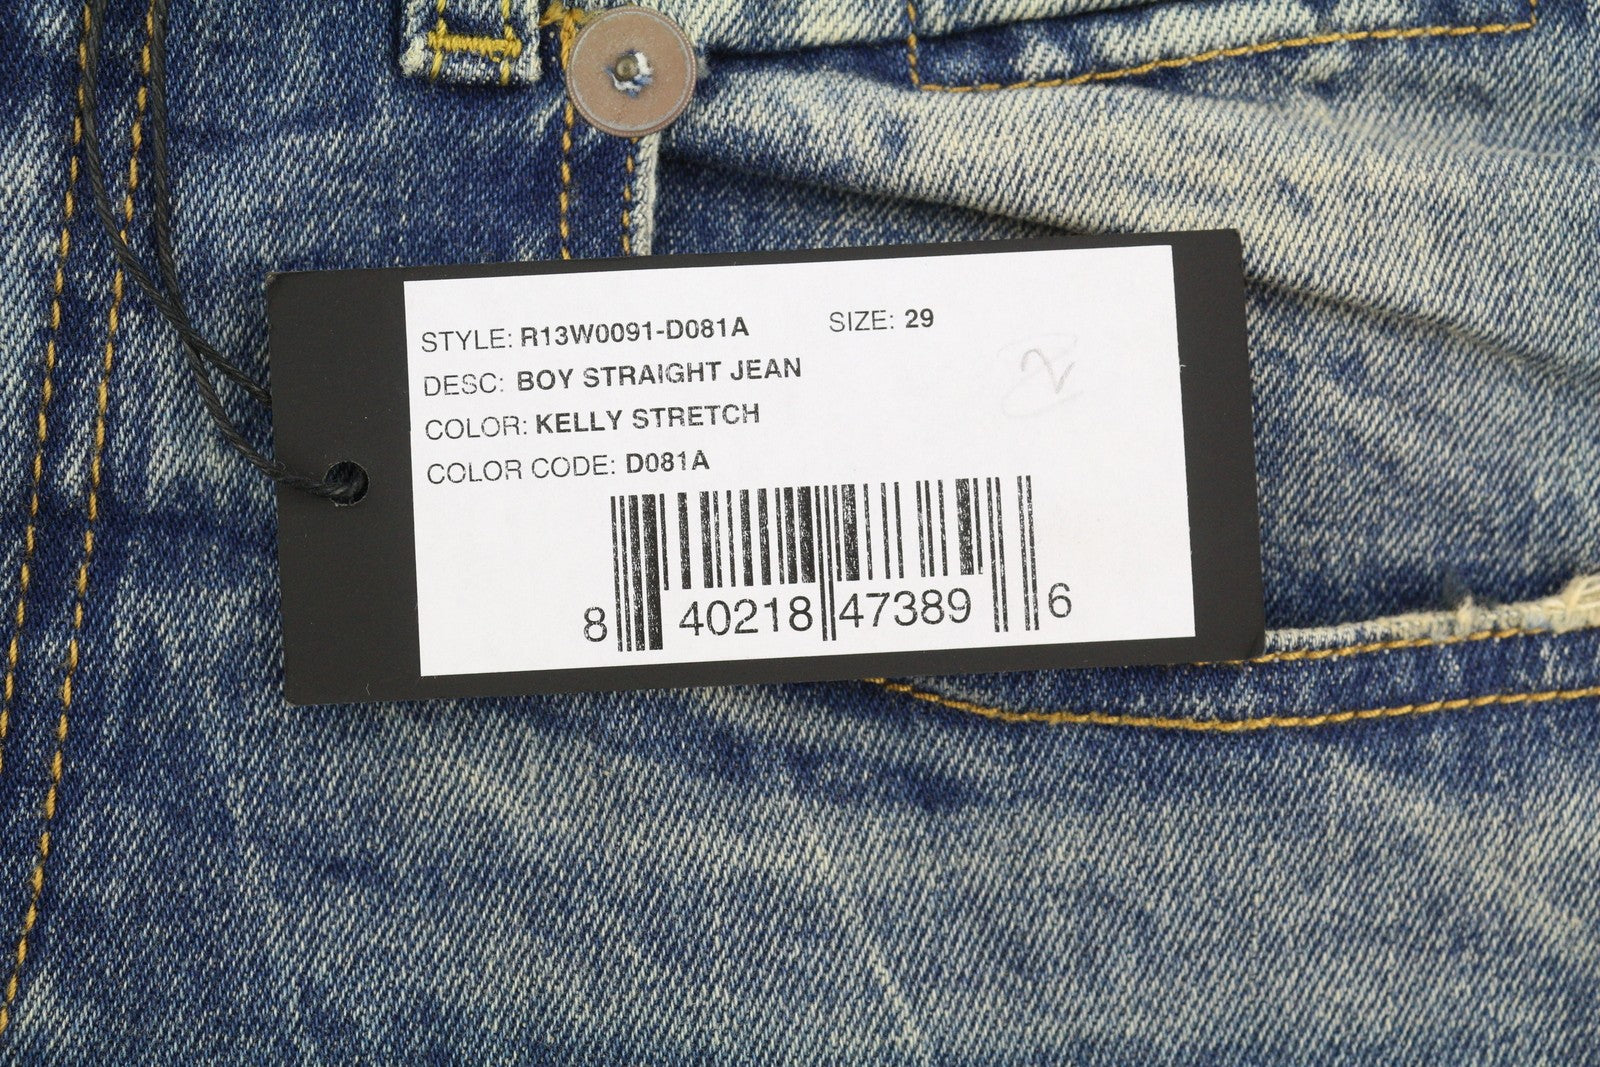 STYLE: R13W0091-D081A SIZE: 29
DESC: BOY STRAIGHT JEAN
COLOR: KELLY STRETCH
COLOR CODE: D081A
8 40218 47389 6